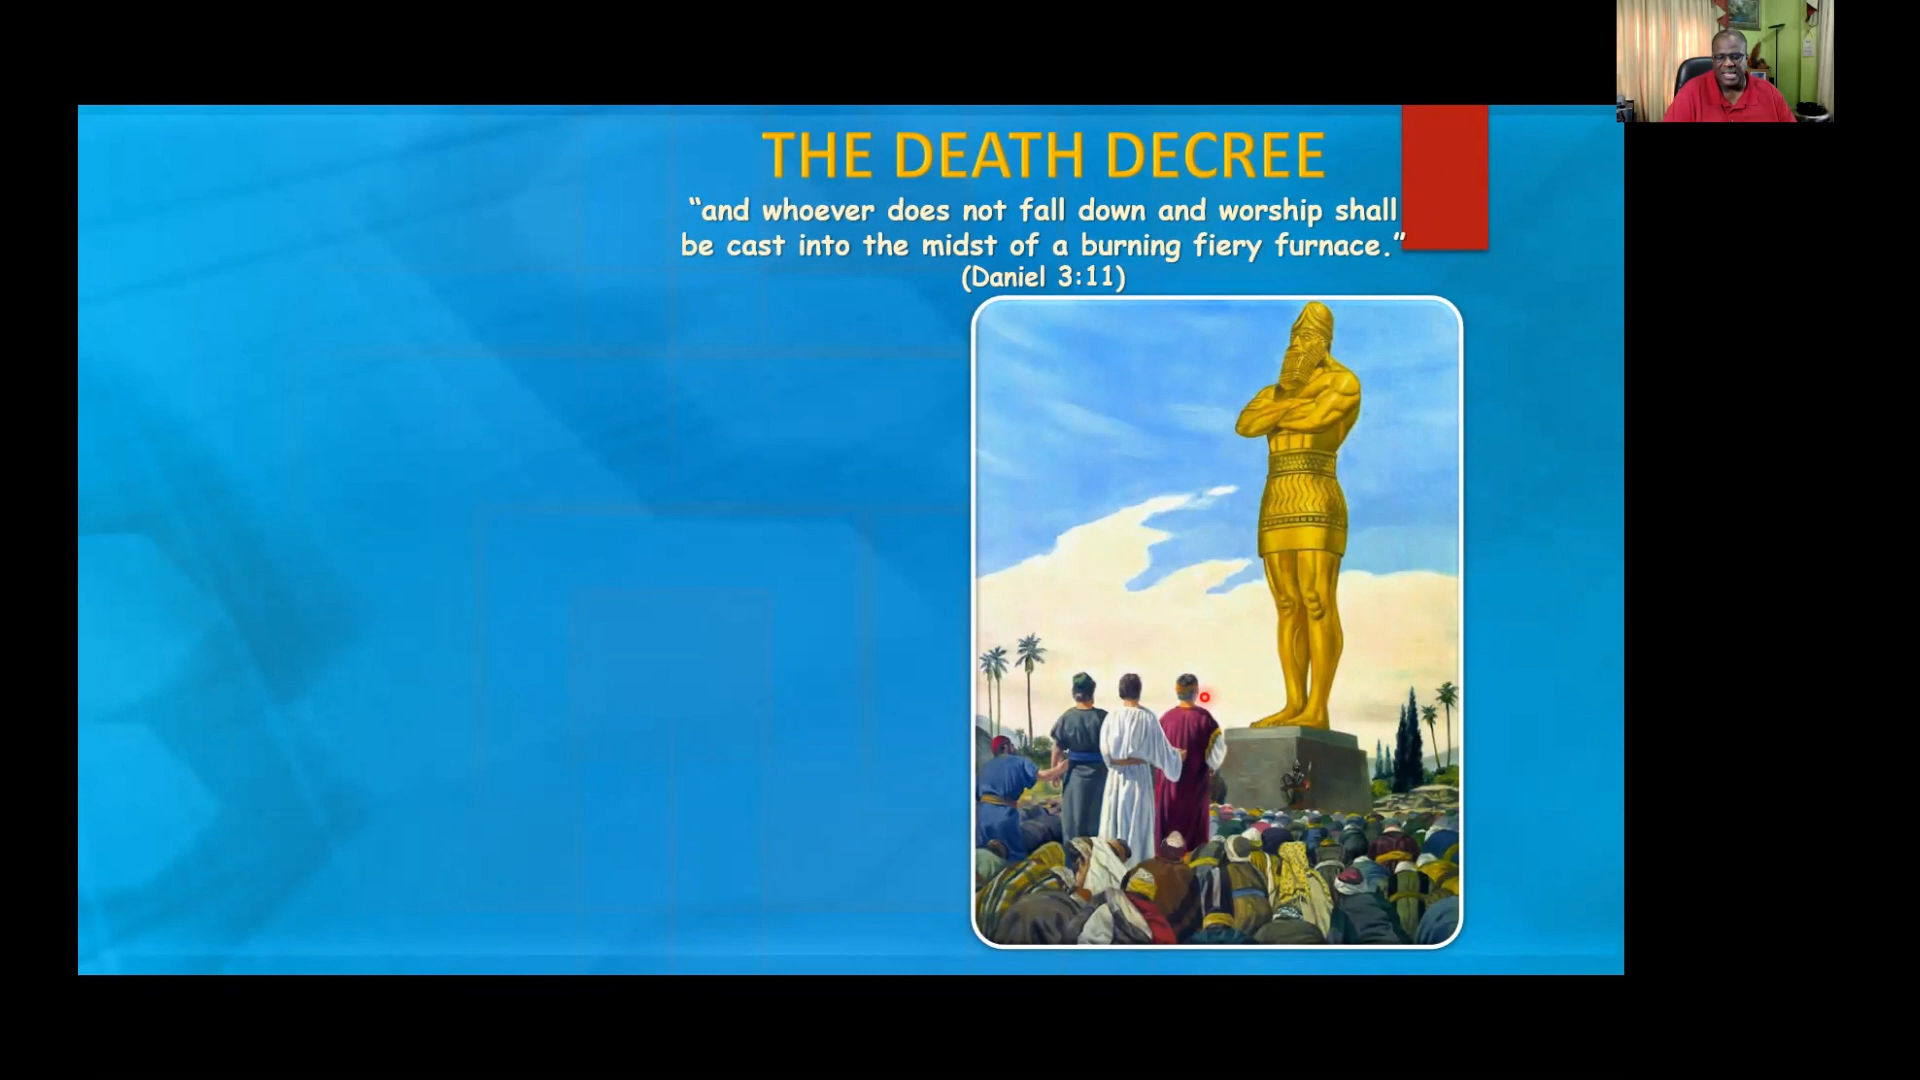 THE DEATH DECREE
“and whoever does not fall down and worship shall
be cast into the midst of a burning fiery furnace.”
(Daniel 3:11)